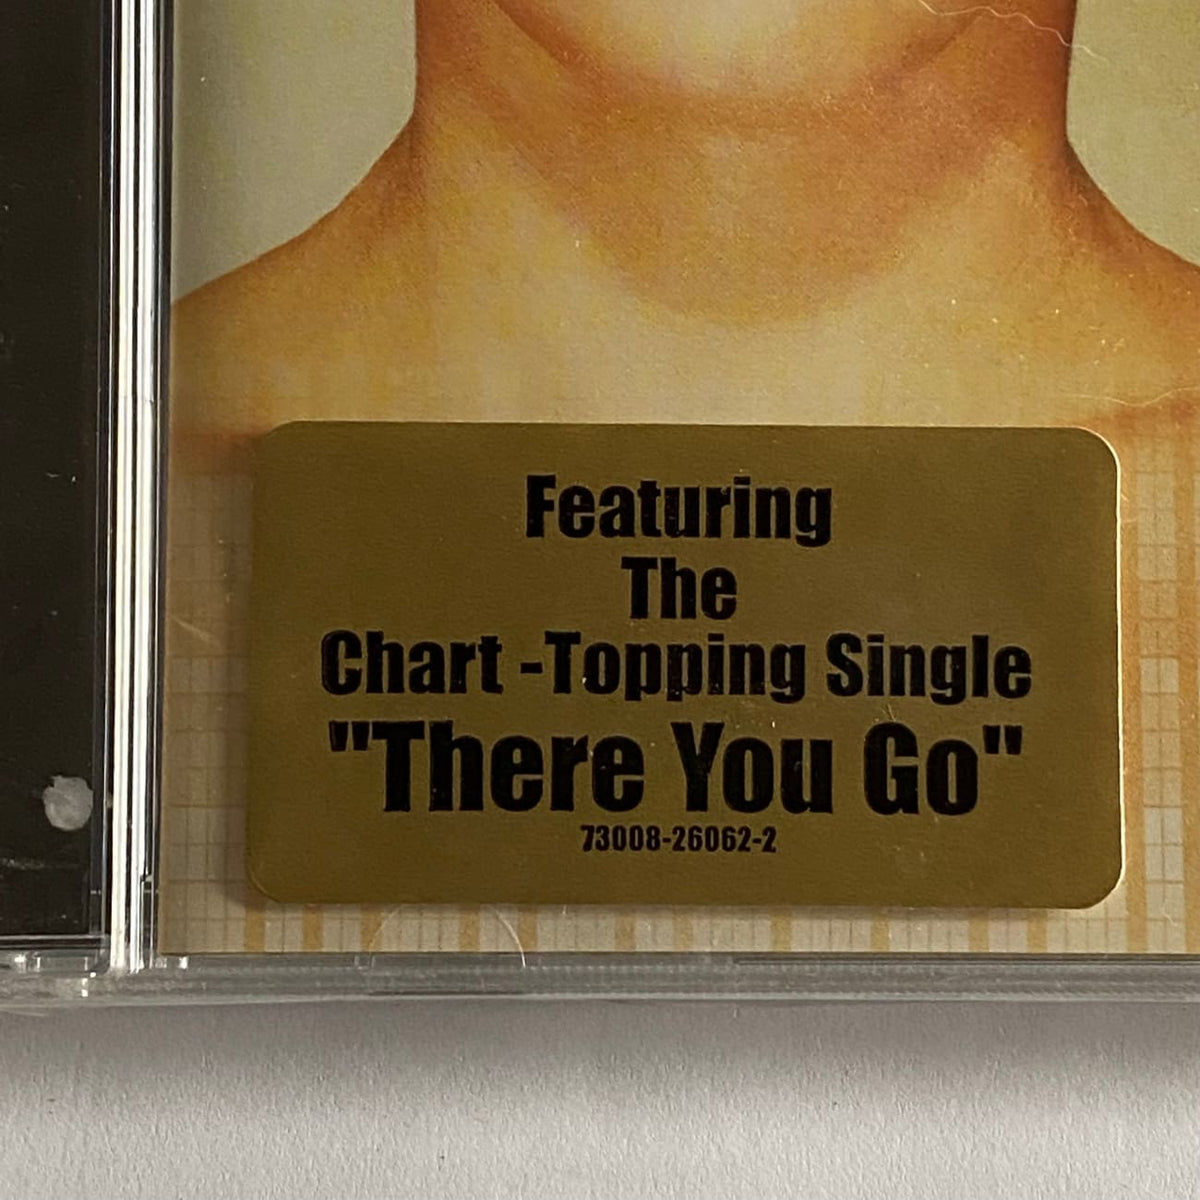 Featuring
The
Chart -Topping Single
"There You Go"
73008-26062-2